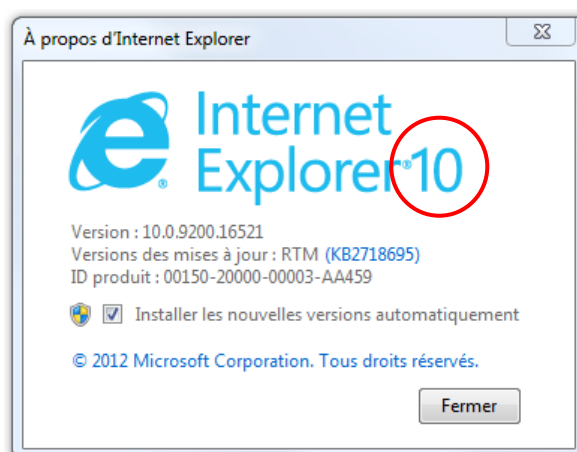 À propos d'Internet Explorer
Internet
Explorer®10
Version : 10.0.9200.16521
Versions des mises à jour : RTM (KB2718695)
ID produit : 00150-20000-00003-AA459
Installer les nouvelles versions automatiquement
© 2012 Microsoft Corporation. Tous droits réservés.
Fermer